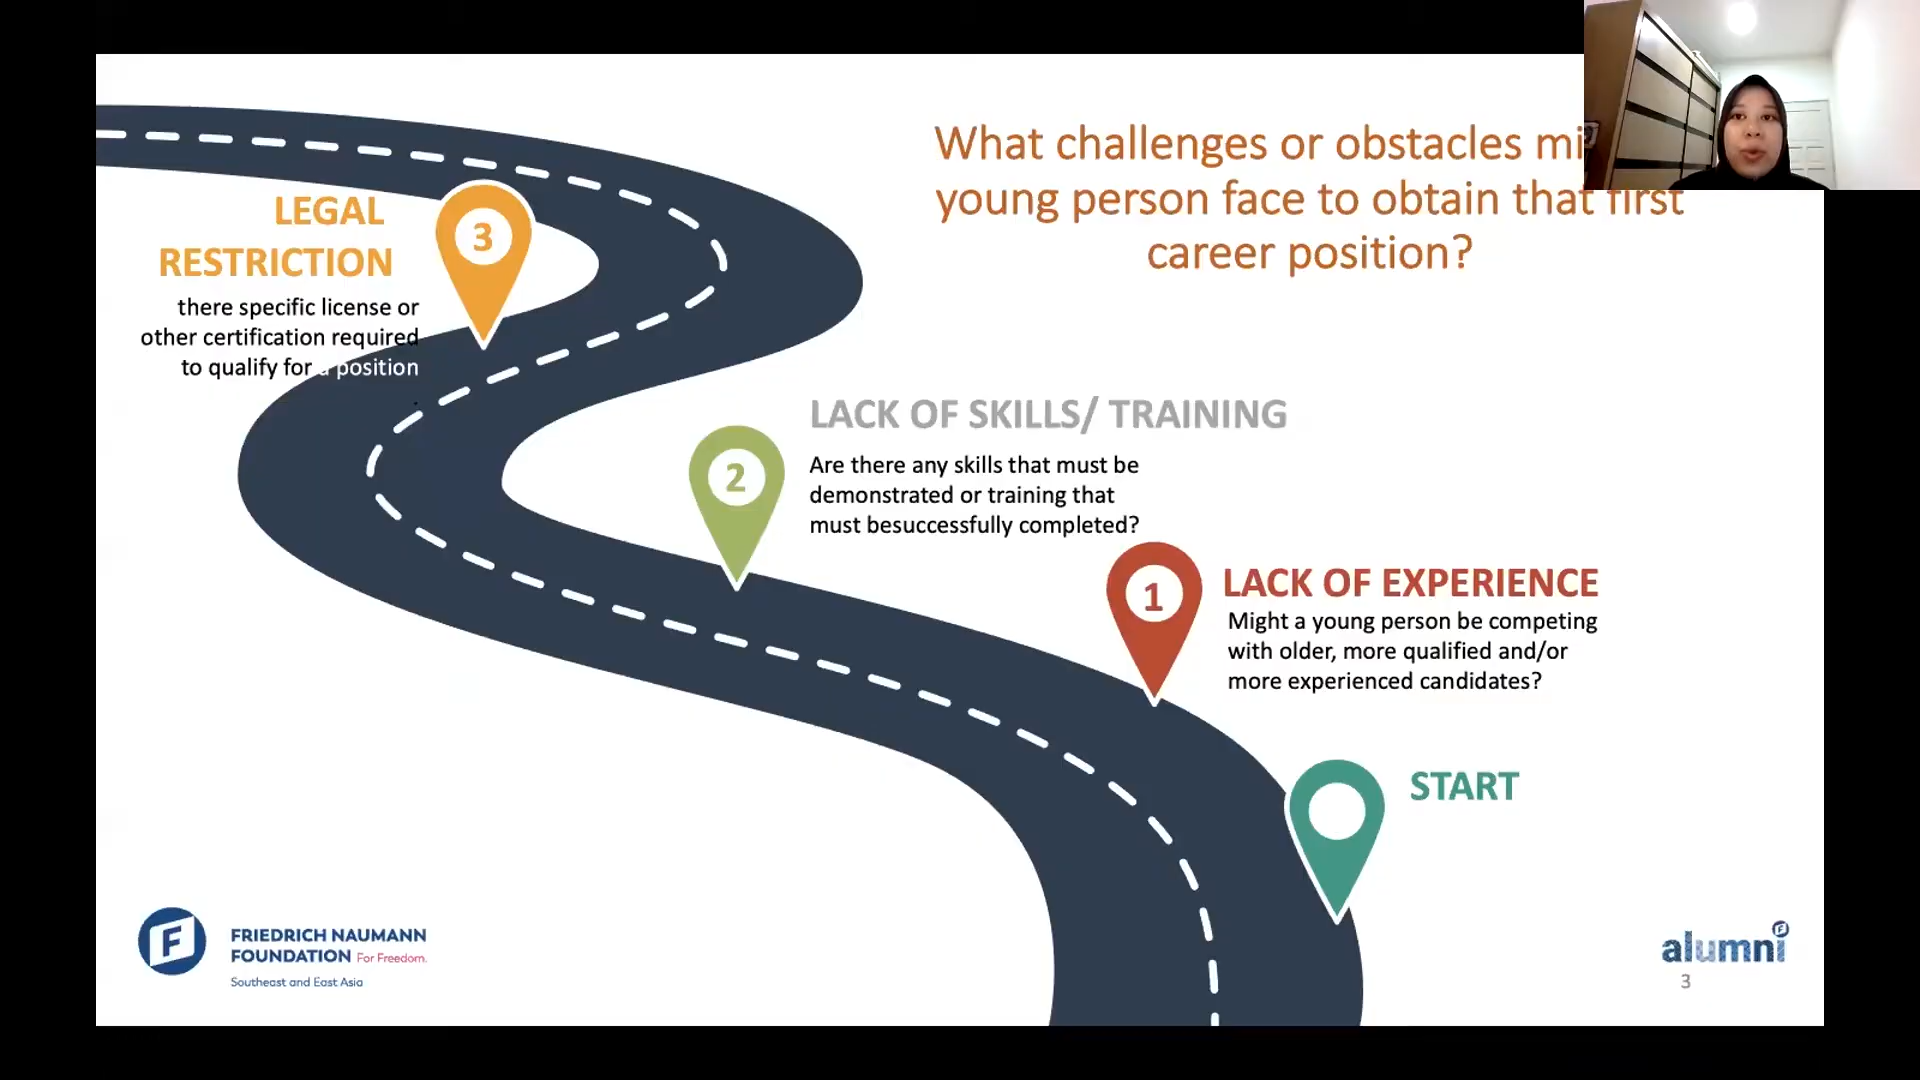 What challenges or obstacles
young person face to obtain that first
career position?
LEGAL
RESTRICTION
there specific license or
other certification required
to qualify for a position
3
LACK OF SKILLS/ TRAINING
Are there any skills that must be
demonstrated or training that
must besuccessfully completed?
2
1
LACK OF EXPERIENCE
Might a young person be competing
with older, more qualified and/or
more experienced candidates?
START
F
FRIEDRICH NAUMANN
FOUNDATION For Freedom.
Southeast and East Asia
alumni
3